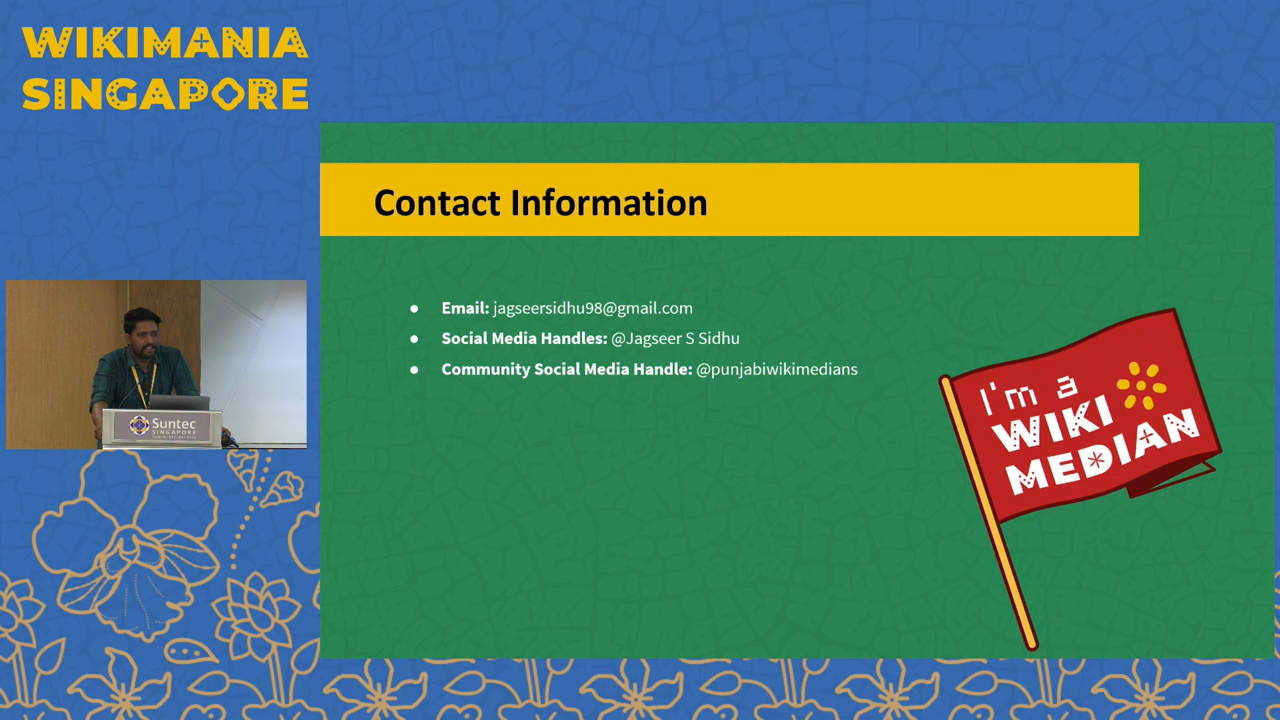 WIKIMANIA
SINGAPORE
Contact Information
● Email: jagseersidhu98@gmail.com
● Social Media Handles: @Jagseer S Sidhu
● Community Social Media Handle: @punjabiwikimedians
I'm a
WIKI
MEDIAN
Suntec
SINGAPORE